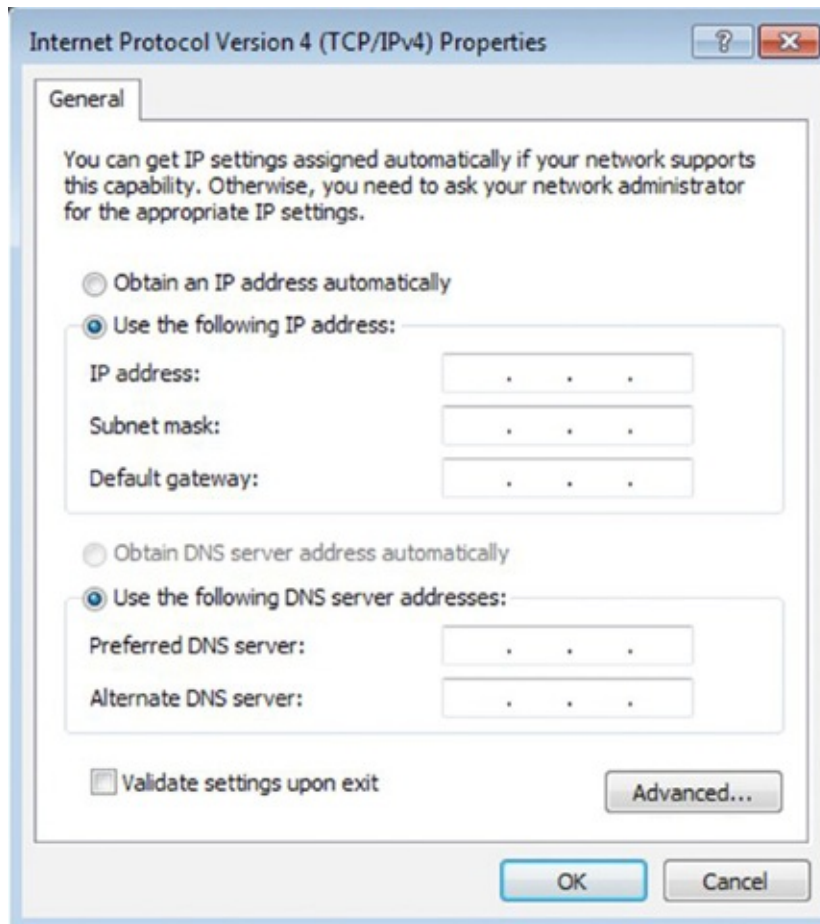 Internet Protocol Version 4 (TCP/IPv4) Properties
General
You can get IP settings assigned automatically if your network supports
this capability. Otherwise, you need to ask your network administrator
for the appropriate IP settings.
Obtain an IP address automatically
Use the following IP address:
IP address: . . .
Subnet mask: . . .
Default gateway: . . .
Obtain DNS server address automatically
Use the following DNS server addresses:
Preferred DNS server: . . .
Alternate DNS server: . . .
Validate settings upon exit
Advanced...
OK Cancel